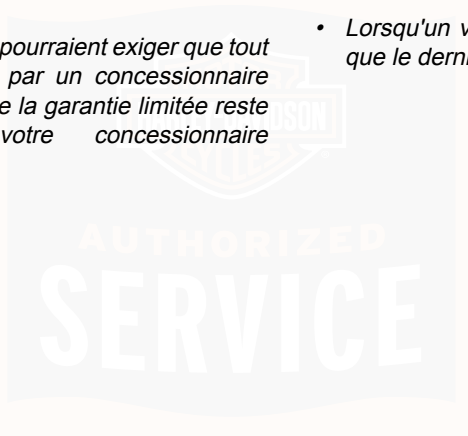 pourraient exiger que tout
par un concessionnaire
la garantie limitée reste
votre concessionnaire
• Lorsqu'un
que le
AUTHORIZED
SERVICE